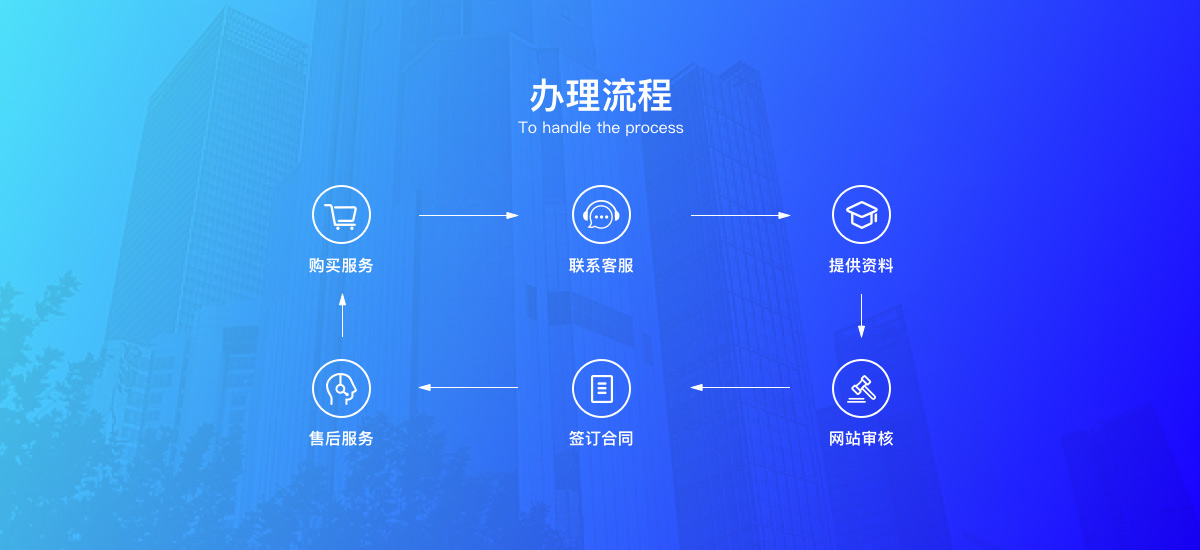 办理流程
To handle the process
购买服务
联系客服
提供资料
售后服务
签订合同
网站审核